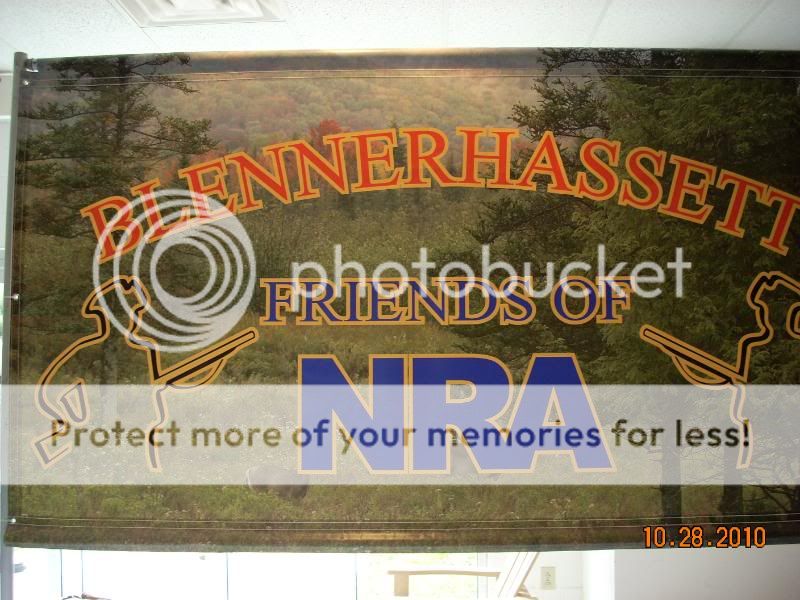 BLENNERHASSETT
photobucket
FRIENDS OF
NRA
Protect more of your memories for less!
10.28.2010